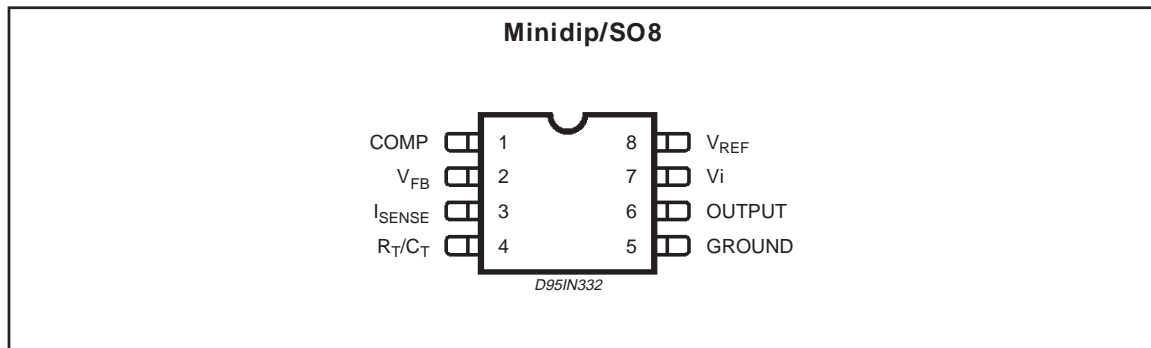 Minidip/SO8
COMP 1 8 VREF
VFB 2 7 Vi
ISENSE 3 6 OUTPUT
RT/CT 4 5 GROUND
D95IN332